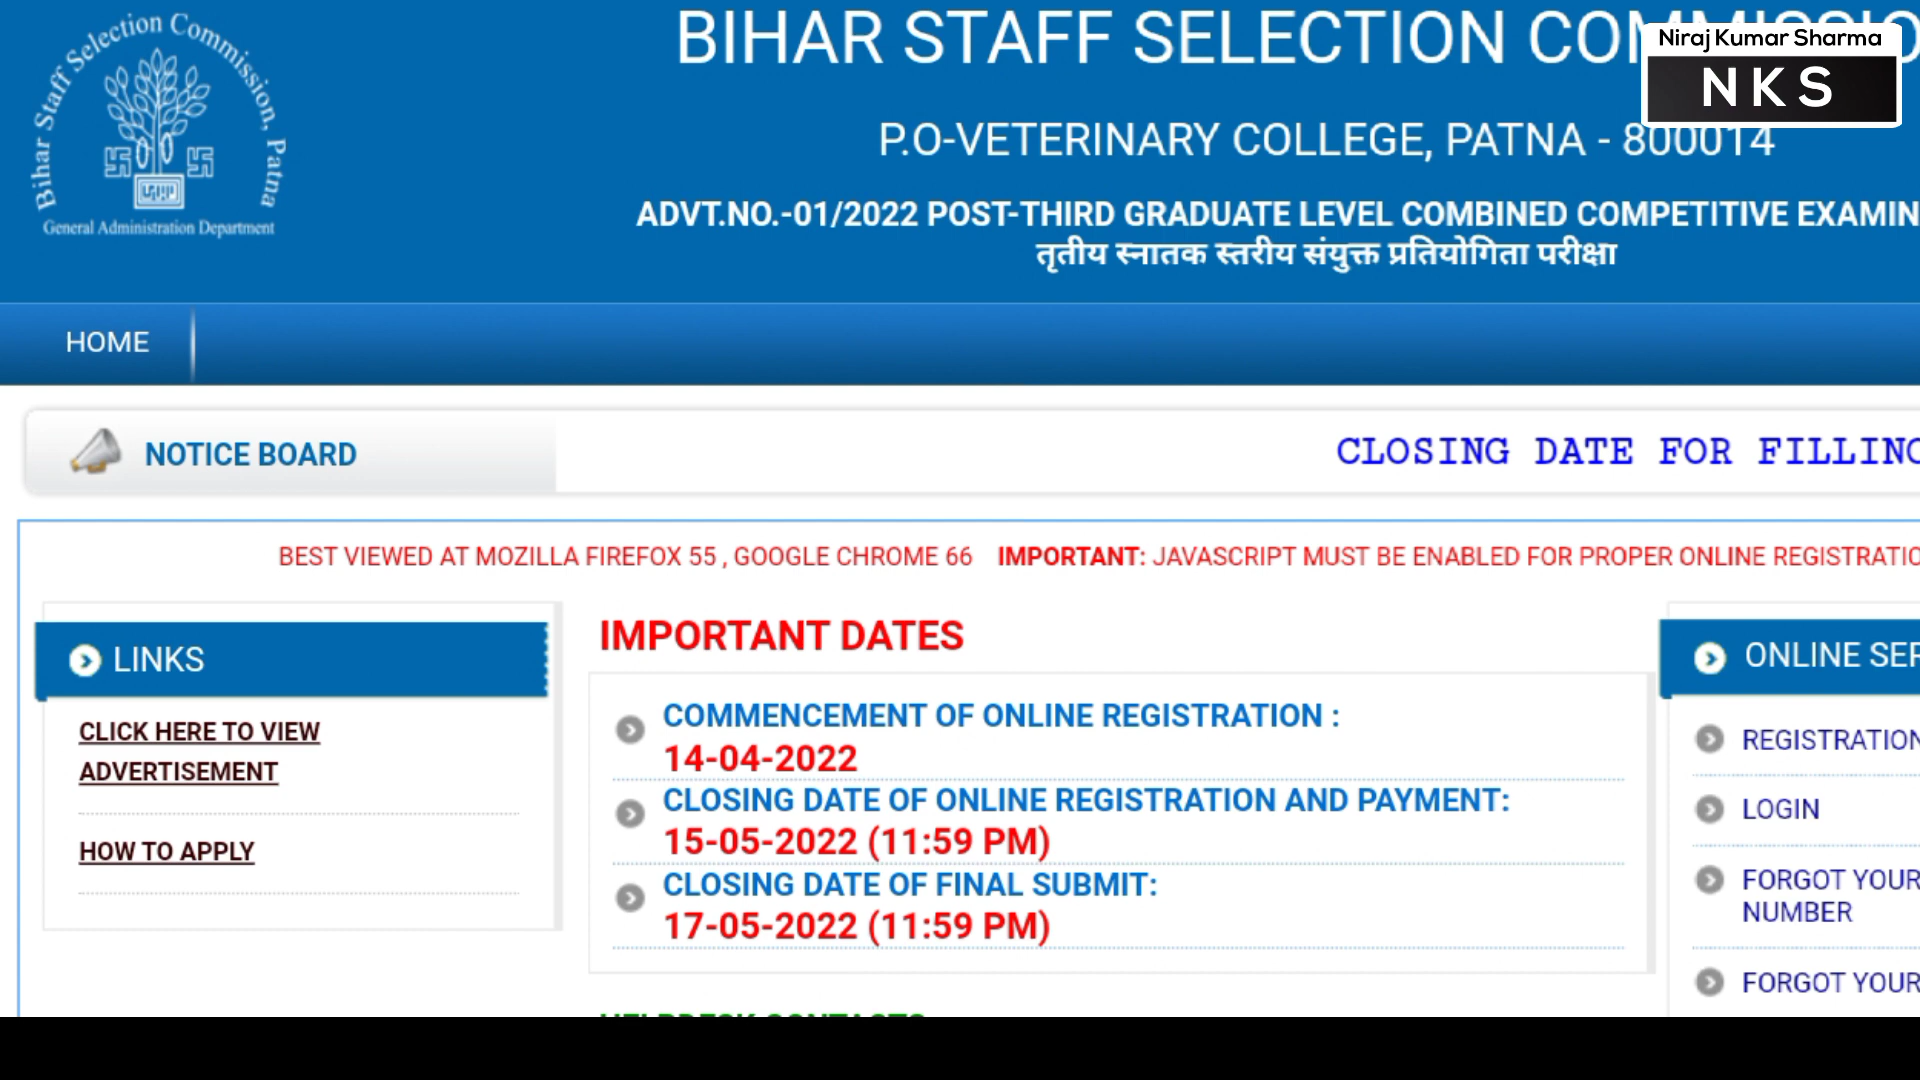 Bihar Staff Selection Commission, Patna
General Administration Department
BIHAR STAFF SELECTION
Niraj Kumar Sharma
NKS
P.O-VETERINARY COLLEGE, PATNA - 800014
ADVT.NO.-01/2022 POST-THIRD GRADUATE LEVEL COMBINED COMPETITIVE EXAMIN
तृतीय स्नातक स्तरीय संयुक्त प्रतियोगिता परीक्षा
HOME
NOTICE BOARD
CLOSING DATE FOR FILLING
BEST VIEWED AT MOZILLA FIREFOX 55 , GOOGLE CHROME 66 IMPORTANT: JAVASCRIPT MUST BE ENABLED FOR PROPER ONLINE REGISTRATIO
LINKS
CLICK HERE TO VIEW
ADVERTISEMENT
HOW TO APPLY
IMPORTANT DATES
COMMENCEMENT OF ONLINE REGISTRATION :
14-04-2022
CLOSING DATE OF ONLINE REGISTRATION AND PAYMENT:
15-05-2022 (11:59 PM)
CLOSING DATE OF FINAL SUBMIT:
17-05-2022 (11:59 PM)
ONLINE SER
REGISTRATION
LOGIN
FORGOT YOUR
NUMBER
FORGOT YOUR